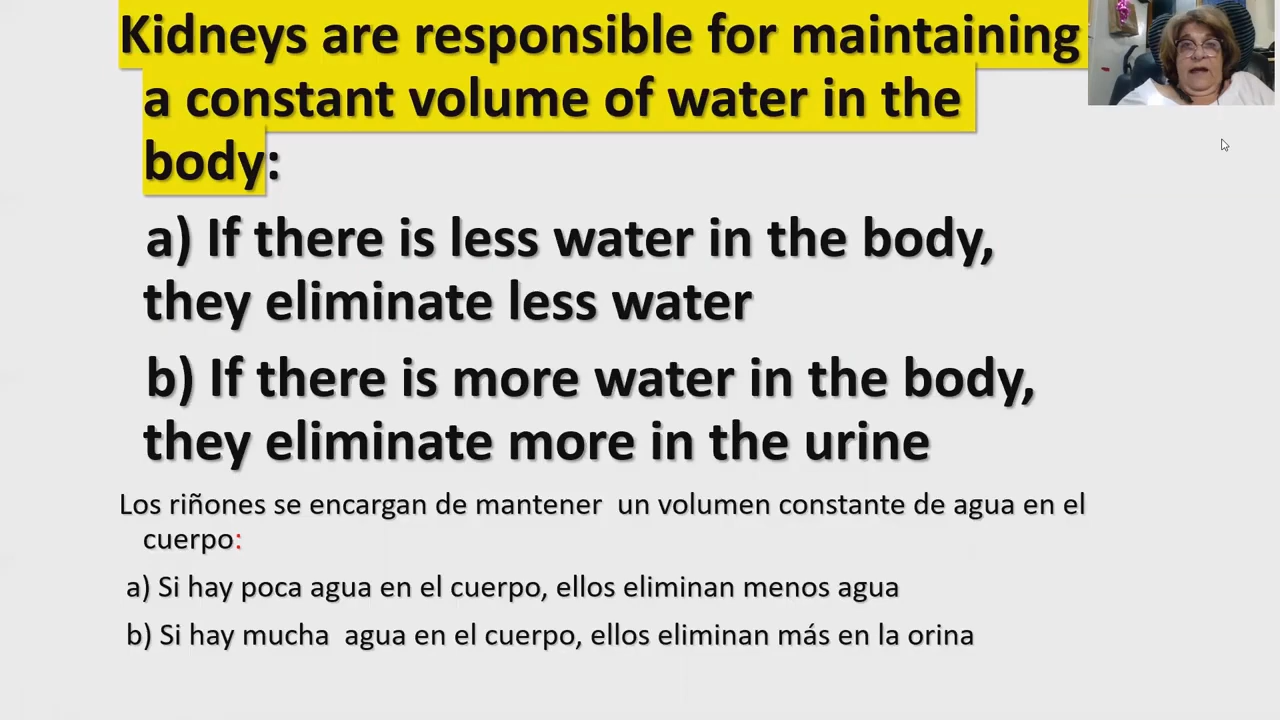 Kidneys are responsible for maintaining
a constant volume of water in the
body:
a) If there is less water in the body,
they eliminate less water
b) If there is more water in the body,
they eliminate more in the urine
Los riñones se encargan de mantener un volumen constante de agua en el
cuerpo:
a) Si hay poca agua en el cuerpo, ellos eliminan menos agua
b) Si hay mucha agua en el cuerpo, ellos eliminan más en la orina